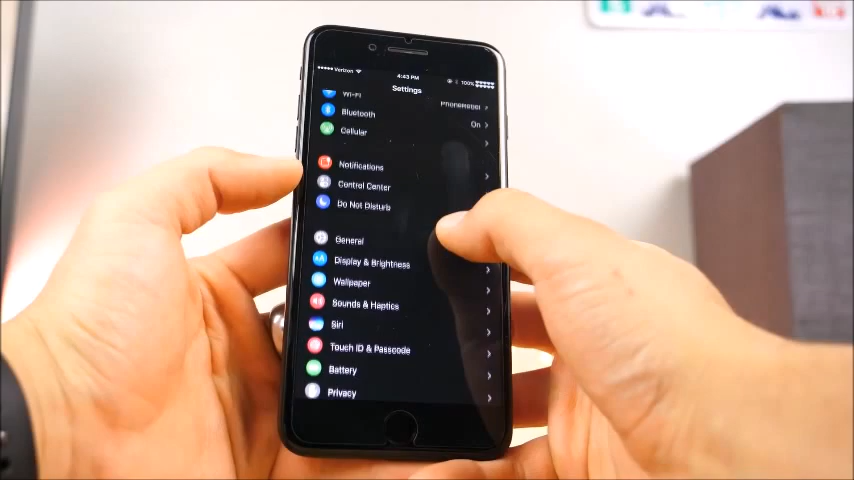 Verizon 4:43 PM 100%
Settings
Wi-Fi PhoneRebel
Bluetooth On
Cellular
Notifications
Control Center
Do Not Disturb
General
Display & Brightness
Wallpaper
Sounds & Haptics
Siri
Touch ID & Passcode
Battery
Privacy